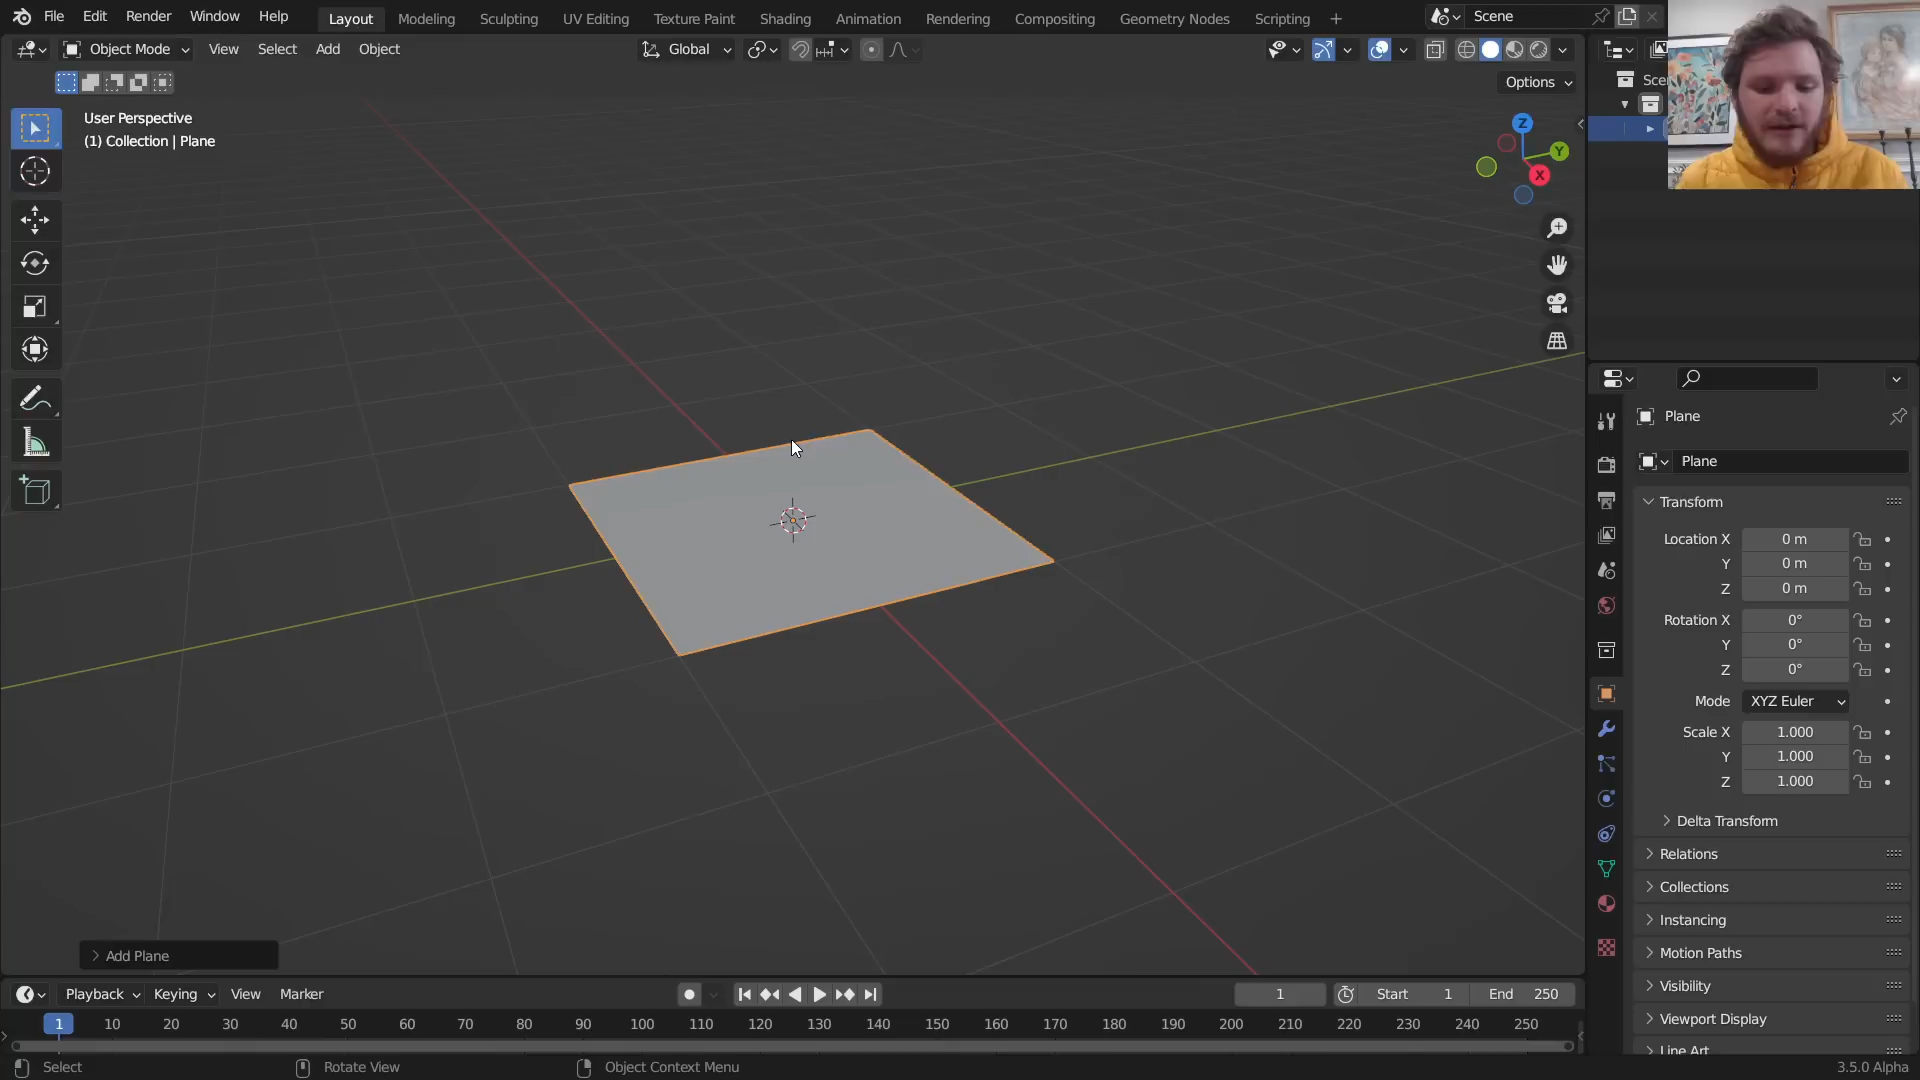 File Edit Render Window Help Layout Modeling Sculpting UV Editing Texture Paint Shading Animation Rendering Compositing Geometry Nodes Scripting + Scene
Object Mode View Select Add Object Global
Options
User Perspective
(1) Collection | Plane
Z
Y
X
Plane
Plane
Transform
Location X 0 m
Y 0 m
Z 0 m
Rotation X 0°
Y 0°
Z 0°
Mode XYZ Euler
Scale X 1.000
Y 1.000
Z 1.000
Delta Transform
Relations
Collections
Instancing
Motion Paths
Visibility
Viewport Display
Line Art
Add Plane
Playback Keying View Marker 1 Start 1 End 250
1 10 20 30 40 50 60 70 80 90 100 110 120 130 140 150 160 170 180 190 200 210 220 230 240 250
Select Rotate View Object Context Menu 3.5.0 Alpha